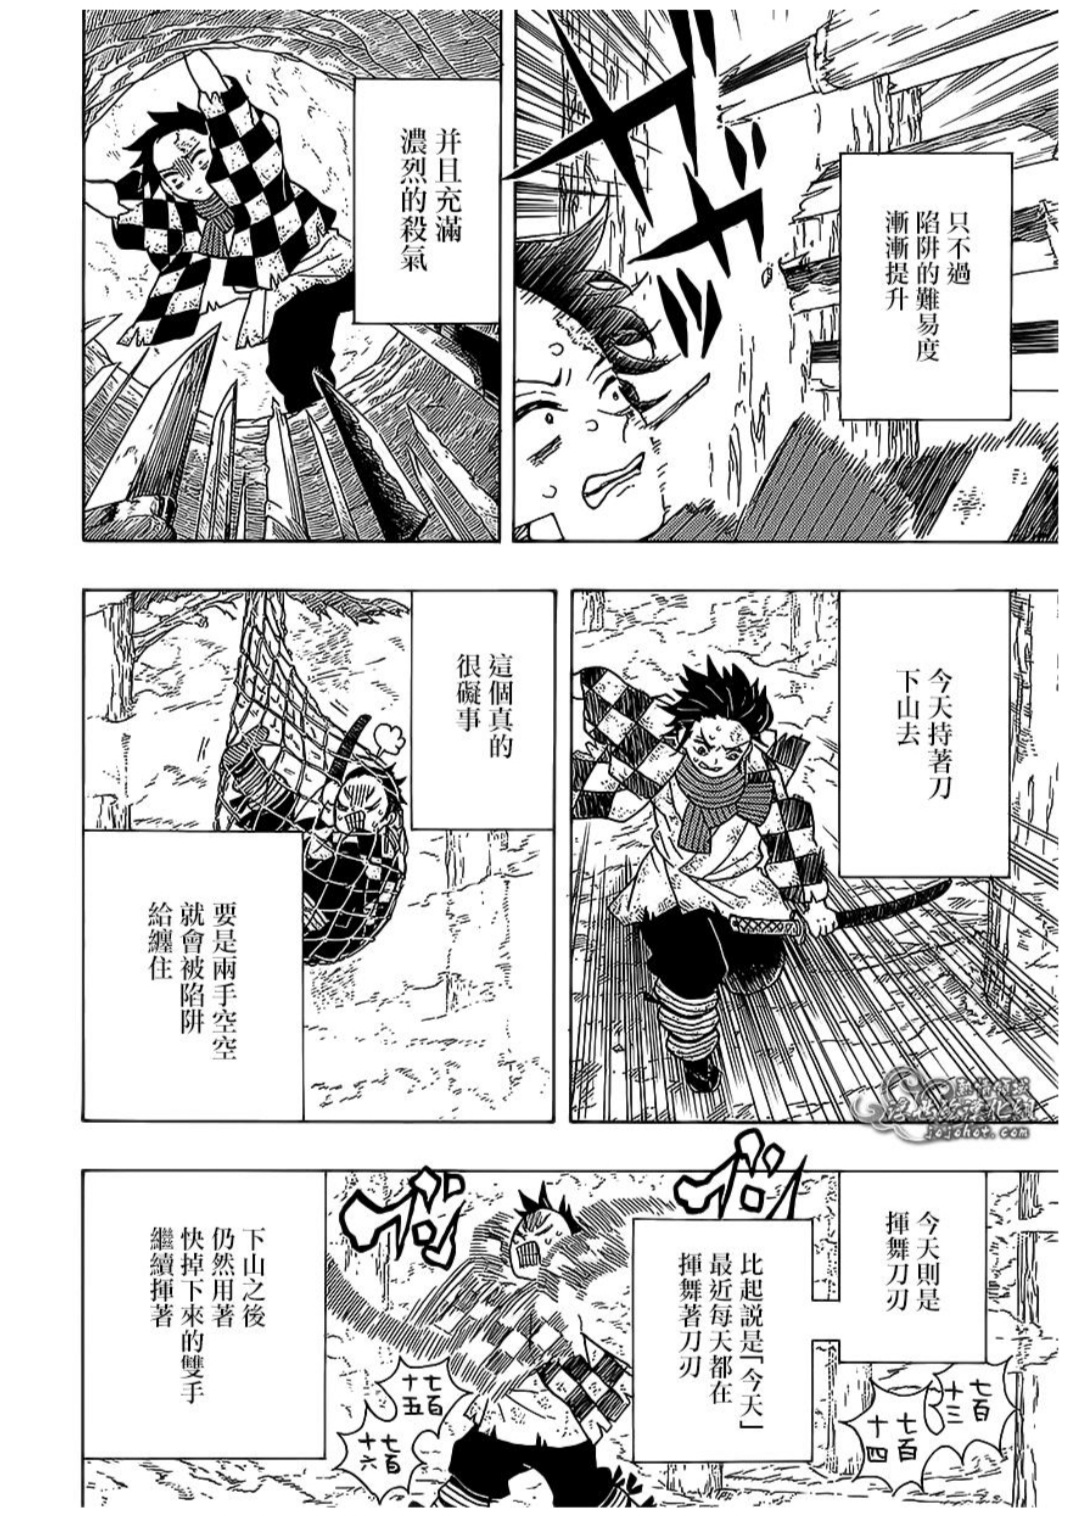 只不過
陷阱的難易度
漸漸提升
并且充滿
濃烈的殺氣
今天持著刀
下山去
這個真的
很礙事
要是兩手空空
就會被陷阱
給纏住
jojohot.com
今天則是
揮舞刀刃
七百
十三
七百
十四
比起説是「今天」
最近每天都在
揮舞著刀刃
七百
十五
七百
十六
下山之後
仍然用著
快掉下來的雙手
繼續揮著